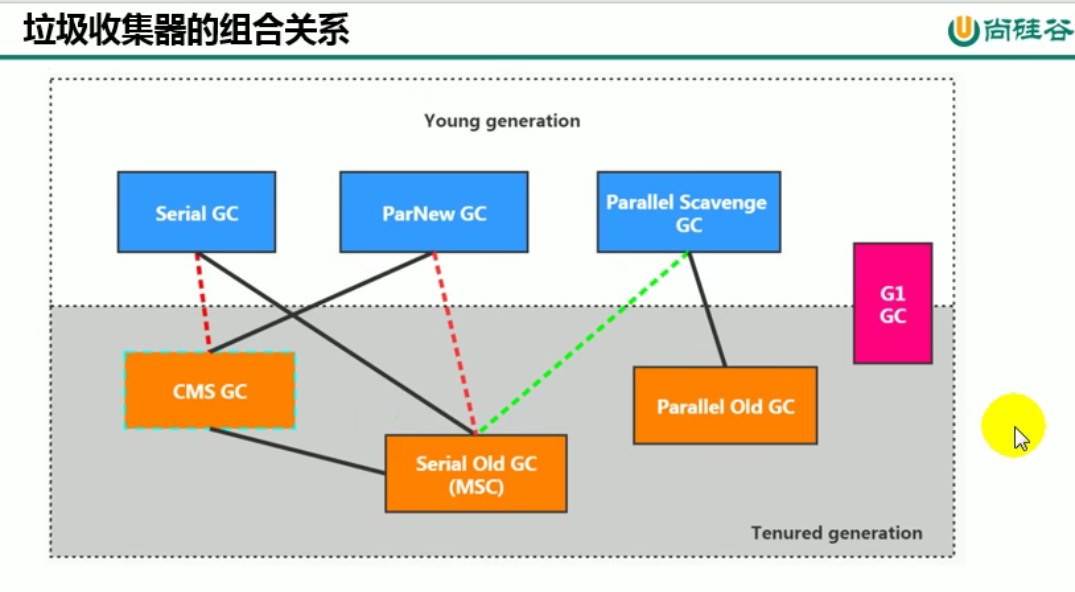 垃圾收集器的组合关系
尚硅谷
Young generation
Serial GC
ParNew GC
Parallel Scavenge
GC
G1
GC
CMS GC
Parallel Old GC
Serial Old GC
(MSC)
Tenured generation